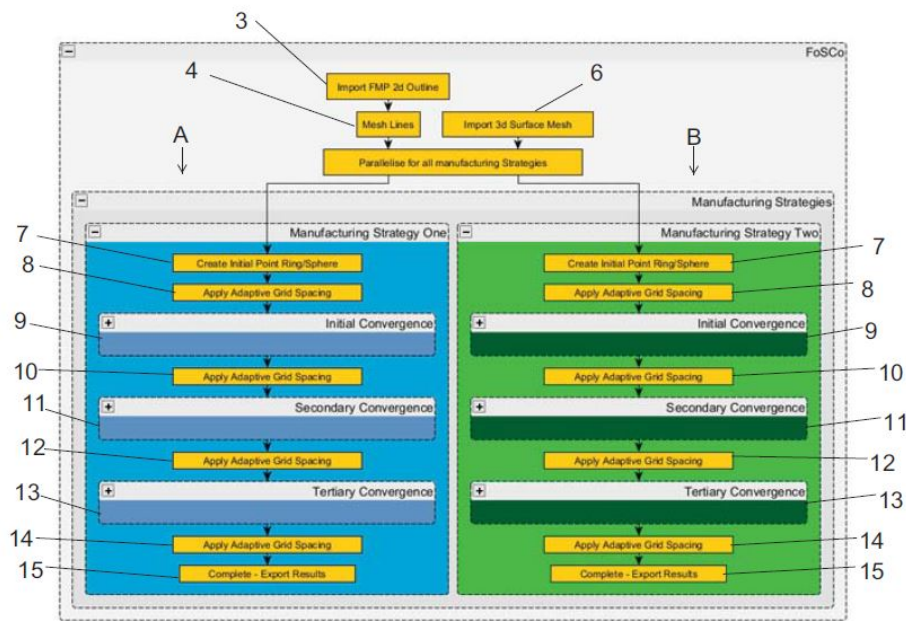 3
FoSCo
4
6
Import FMP 2d Outline
Mesh Lines
Import 3d Surface Mesh
A
B
Parallelise for all manufacturing Strategies
Manufacturing Strategies
Manufacturing Strategy One
Manufacturing Strategy Two
7
Create Initial Point Ring/Sphere
Create Initial Point Ring/Sphere
7
8
Apply Adaptive Grid Spacing
Apply Adaptive Grid Spacing
8
9
Initial Convergence
Initial Convergence
9
10
Apply Adaptive Grid Spacing
Apply Adaptive Grid Spacing
10
11
Secondary Convergence
Secondary Convergence
11
12
Apply Adaptive Grid Spacing
Apply Adaptive Grid Spacing
12
13
Tertiary Convergence
Tertiary Convergence
13
14
Apply Adaptive Grid Spacing
Apply Adaptive Grid Spacing
14
15
Complete - Export Results
Complete - Export Results
15